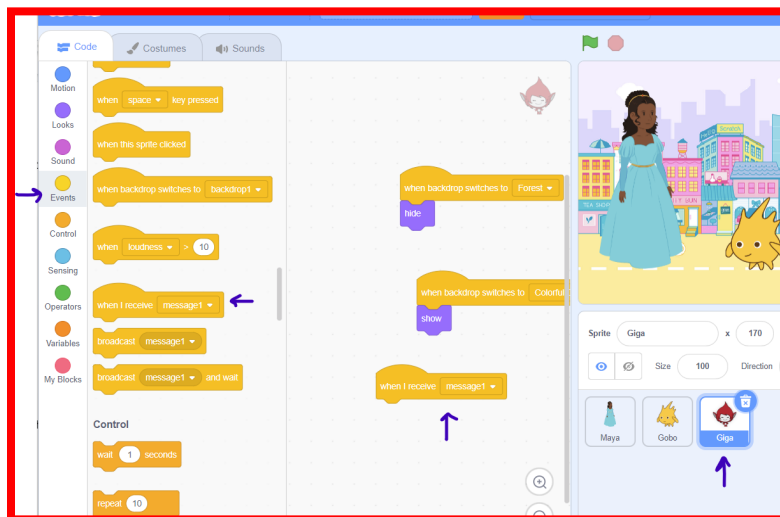 Code
Costumes
Sounds
Motion
Looks
Sound
Events
Control
Sensing
Operators
Variables
My Blocks
when space key pressed
when this sprite clicked
when backdrop switches to backdrop1
when loudness > 10
when I receive message1
broadcast message1
broadcast message1 and wait
Control
wait 1 seconds
repeat 10
when backdrop switches to Forest
hide
when backdrop switches to Colorful
show
when I receive message1
TEA SHOP
Sprite Giga x 170
Size 100 Direction
Maya
Gobo
Giga